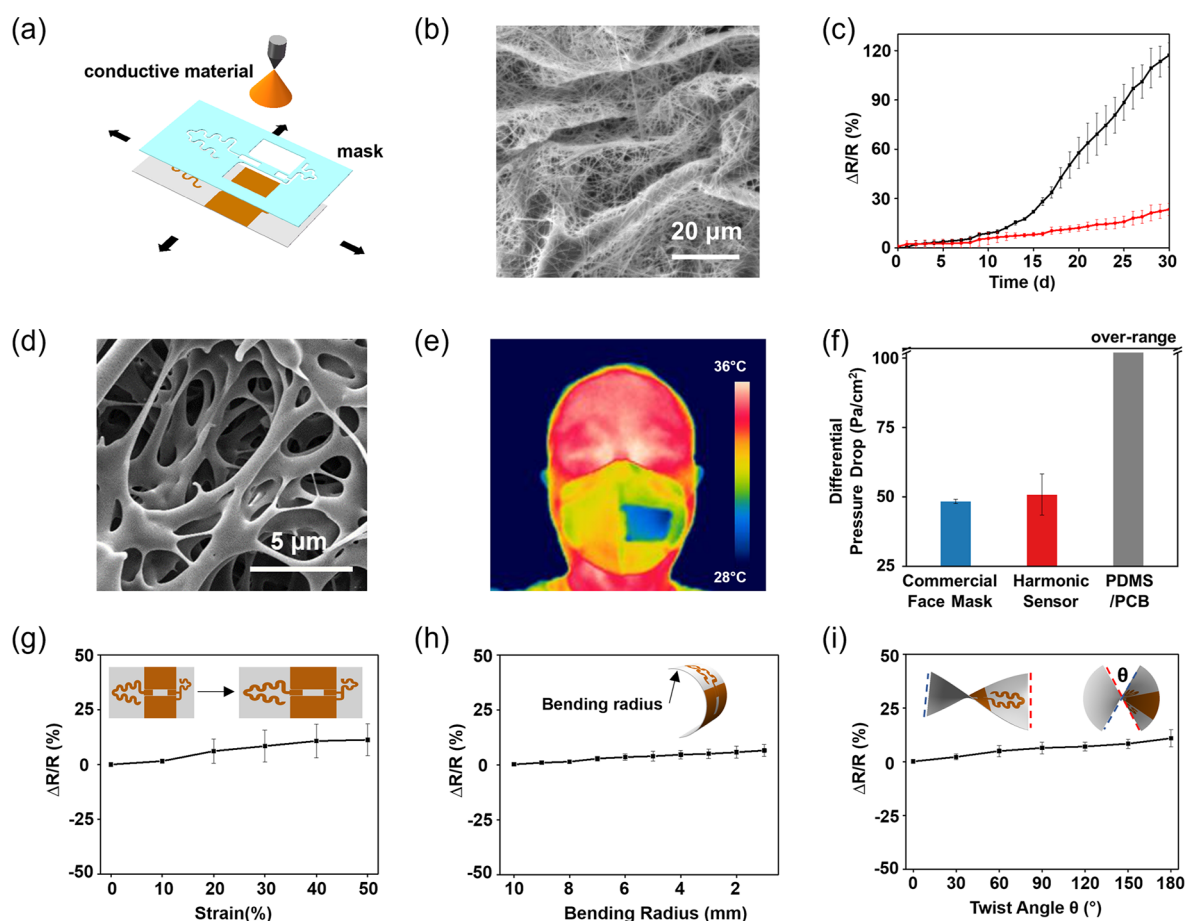 (a)
conductive material
mask
(b)
20 μm
(c)
ΔR/R (%)
120
90
60
30
0
0 5 10 15 20 25 30
Time (d)
(d)
5 μm
(e)
36°C
28°C
(f)
over-range
Differential
Pressure Drop (Pa/cm²)
100
75
50
25
Commercial
Face Mask
Harmonic
Sensor
PDMS
/PCB
(g)
ΔR/R (%)
50
25
0
-25
-50
0 10 20 30 40 50
Strain(%)
(h)
Bending radius
ΔR/R (%)
50
25
0
-25
-50
10 8 6 4 2
Bending Radius (mm)
(i)
θ
ΔR/R (%)
50
25
0
-25
-50
0 30 60 90 120 150 180
Twist Angle θ (°)